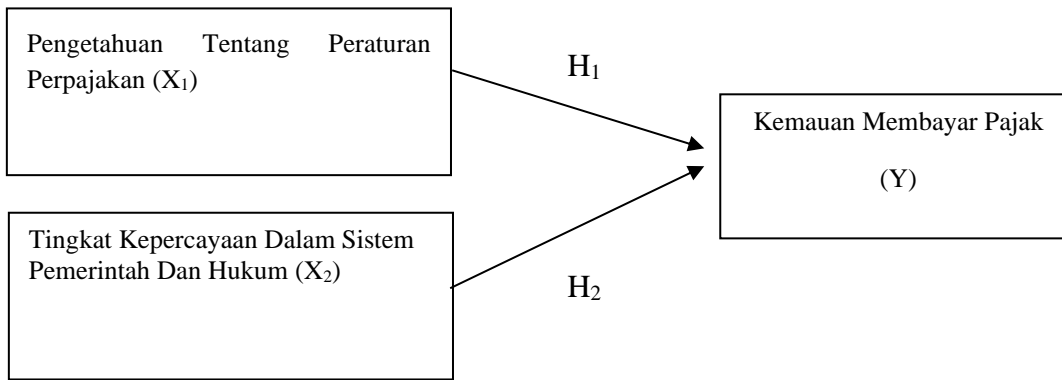 Pengetahuan Tentang Peraturan
Perpajakan (X₁)
H₁
Kemauan Membayar Pajak
(Y)
Tingkat Kepercayaan Dalam Sistem
Pemerintah Dan Hukum (X₂)
H₂